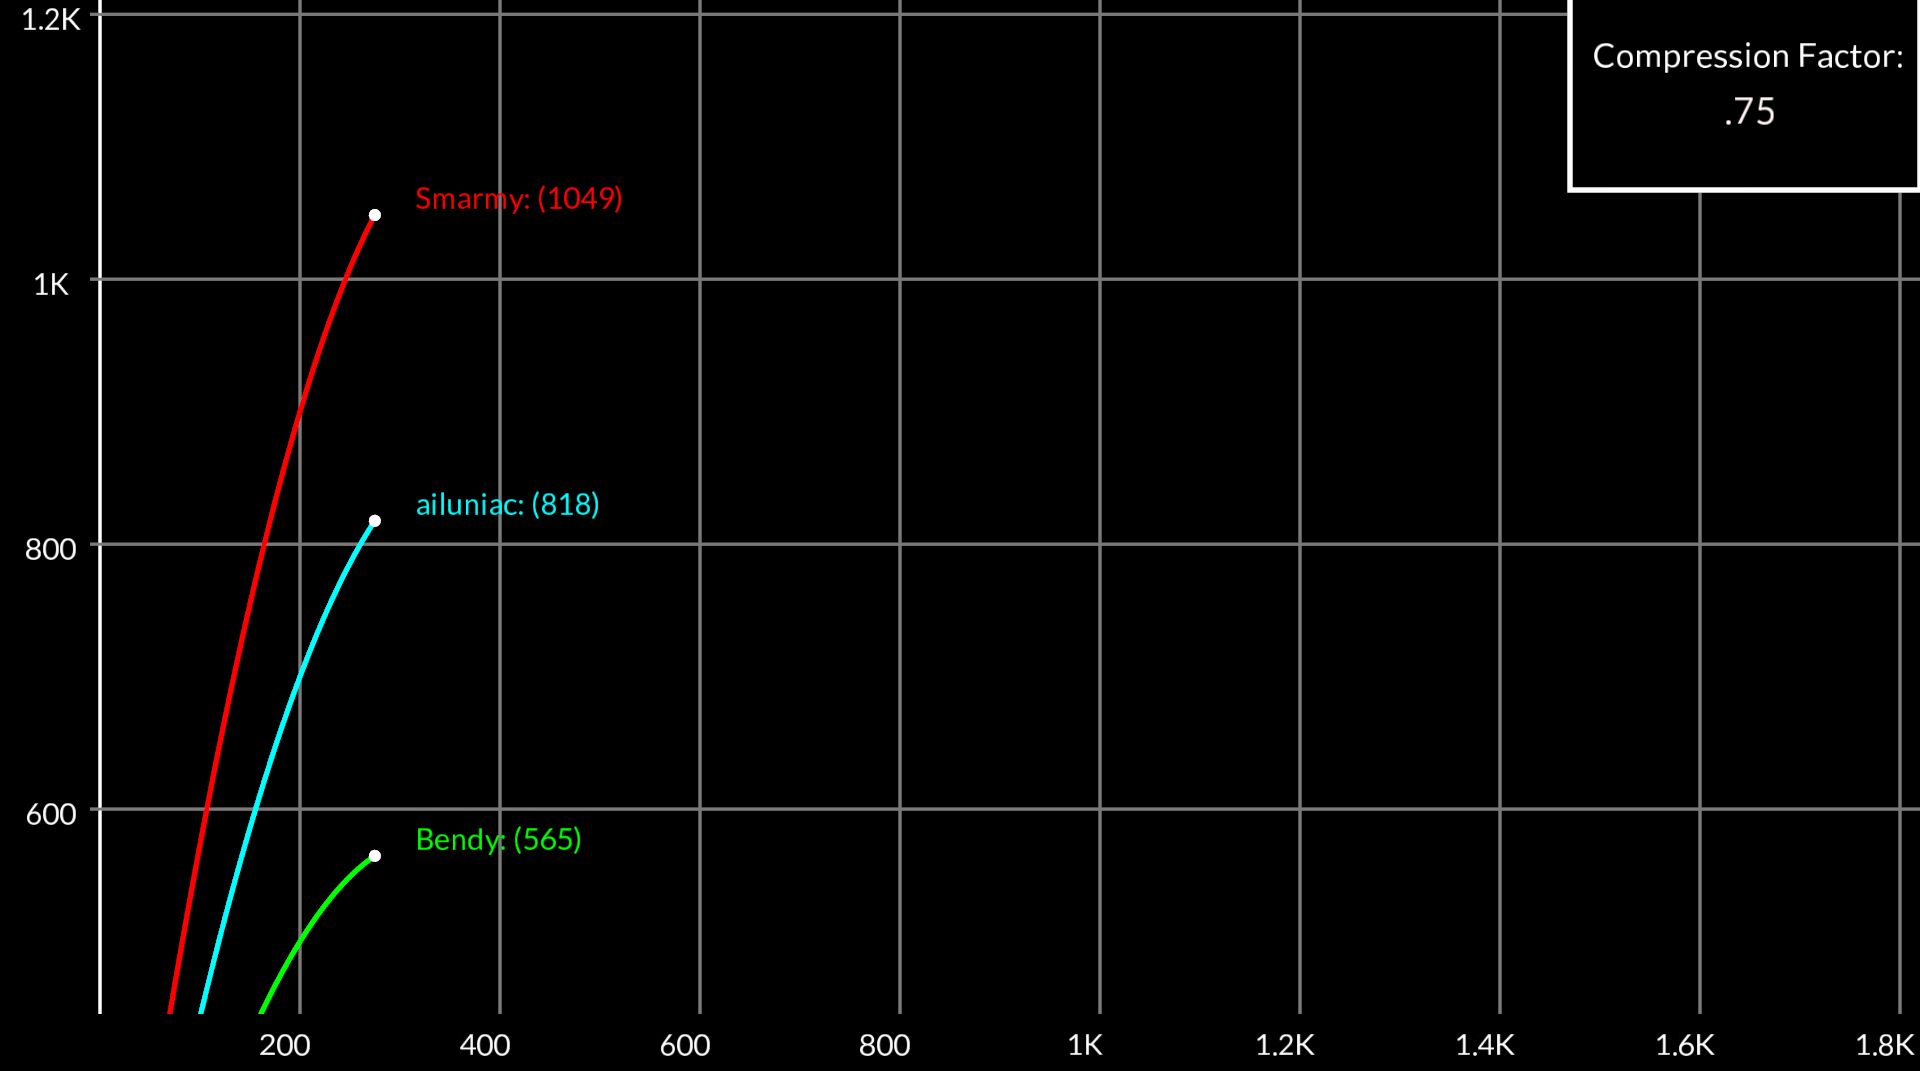 1.2K
Compression Factor:
.75
Smarmy: (1049)
1K
ailuniac: (818)
800
600
Bendy: (565)
200 400 600 800 1K 1.2K 1.4K 1.6K 1.8K